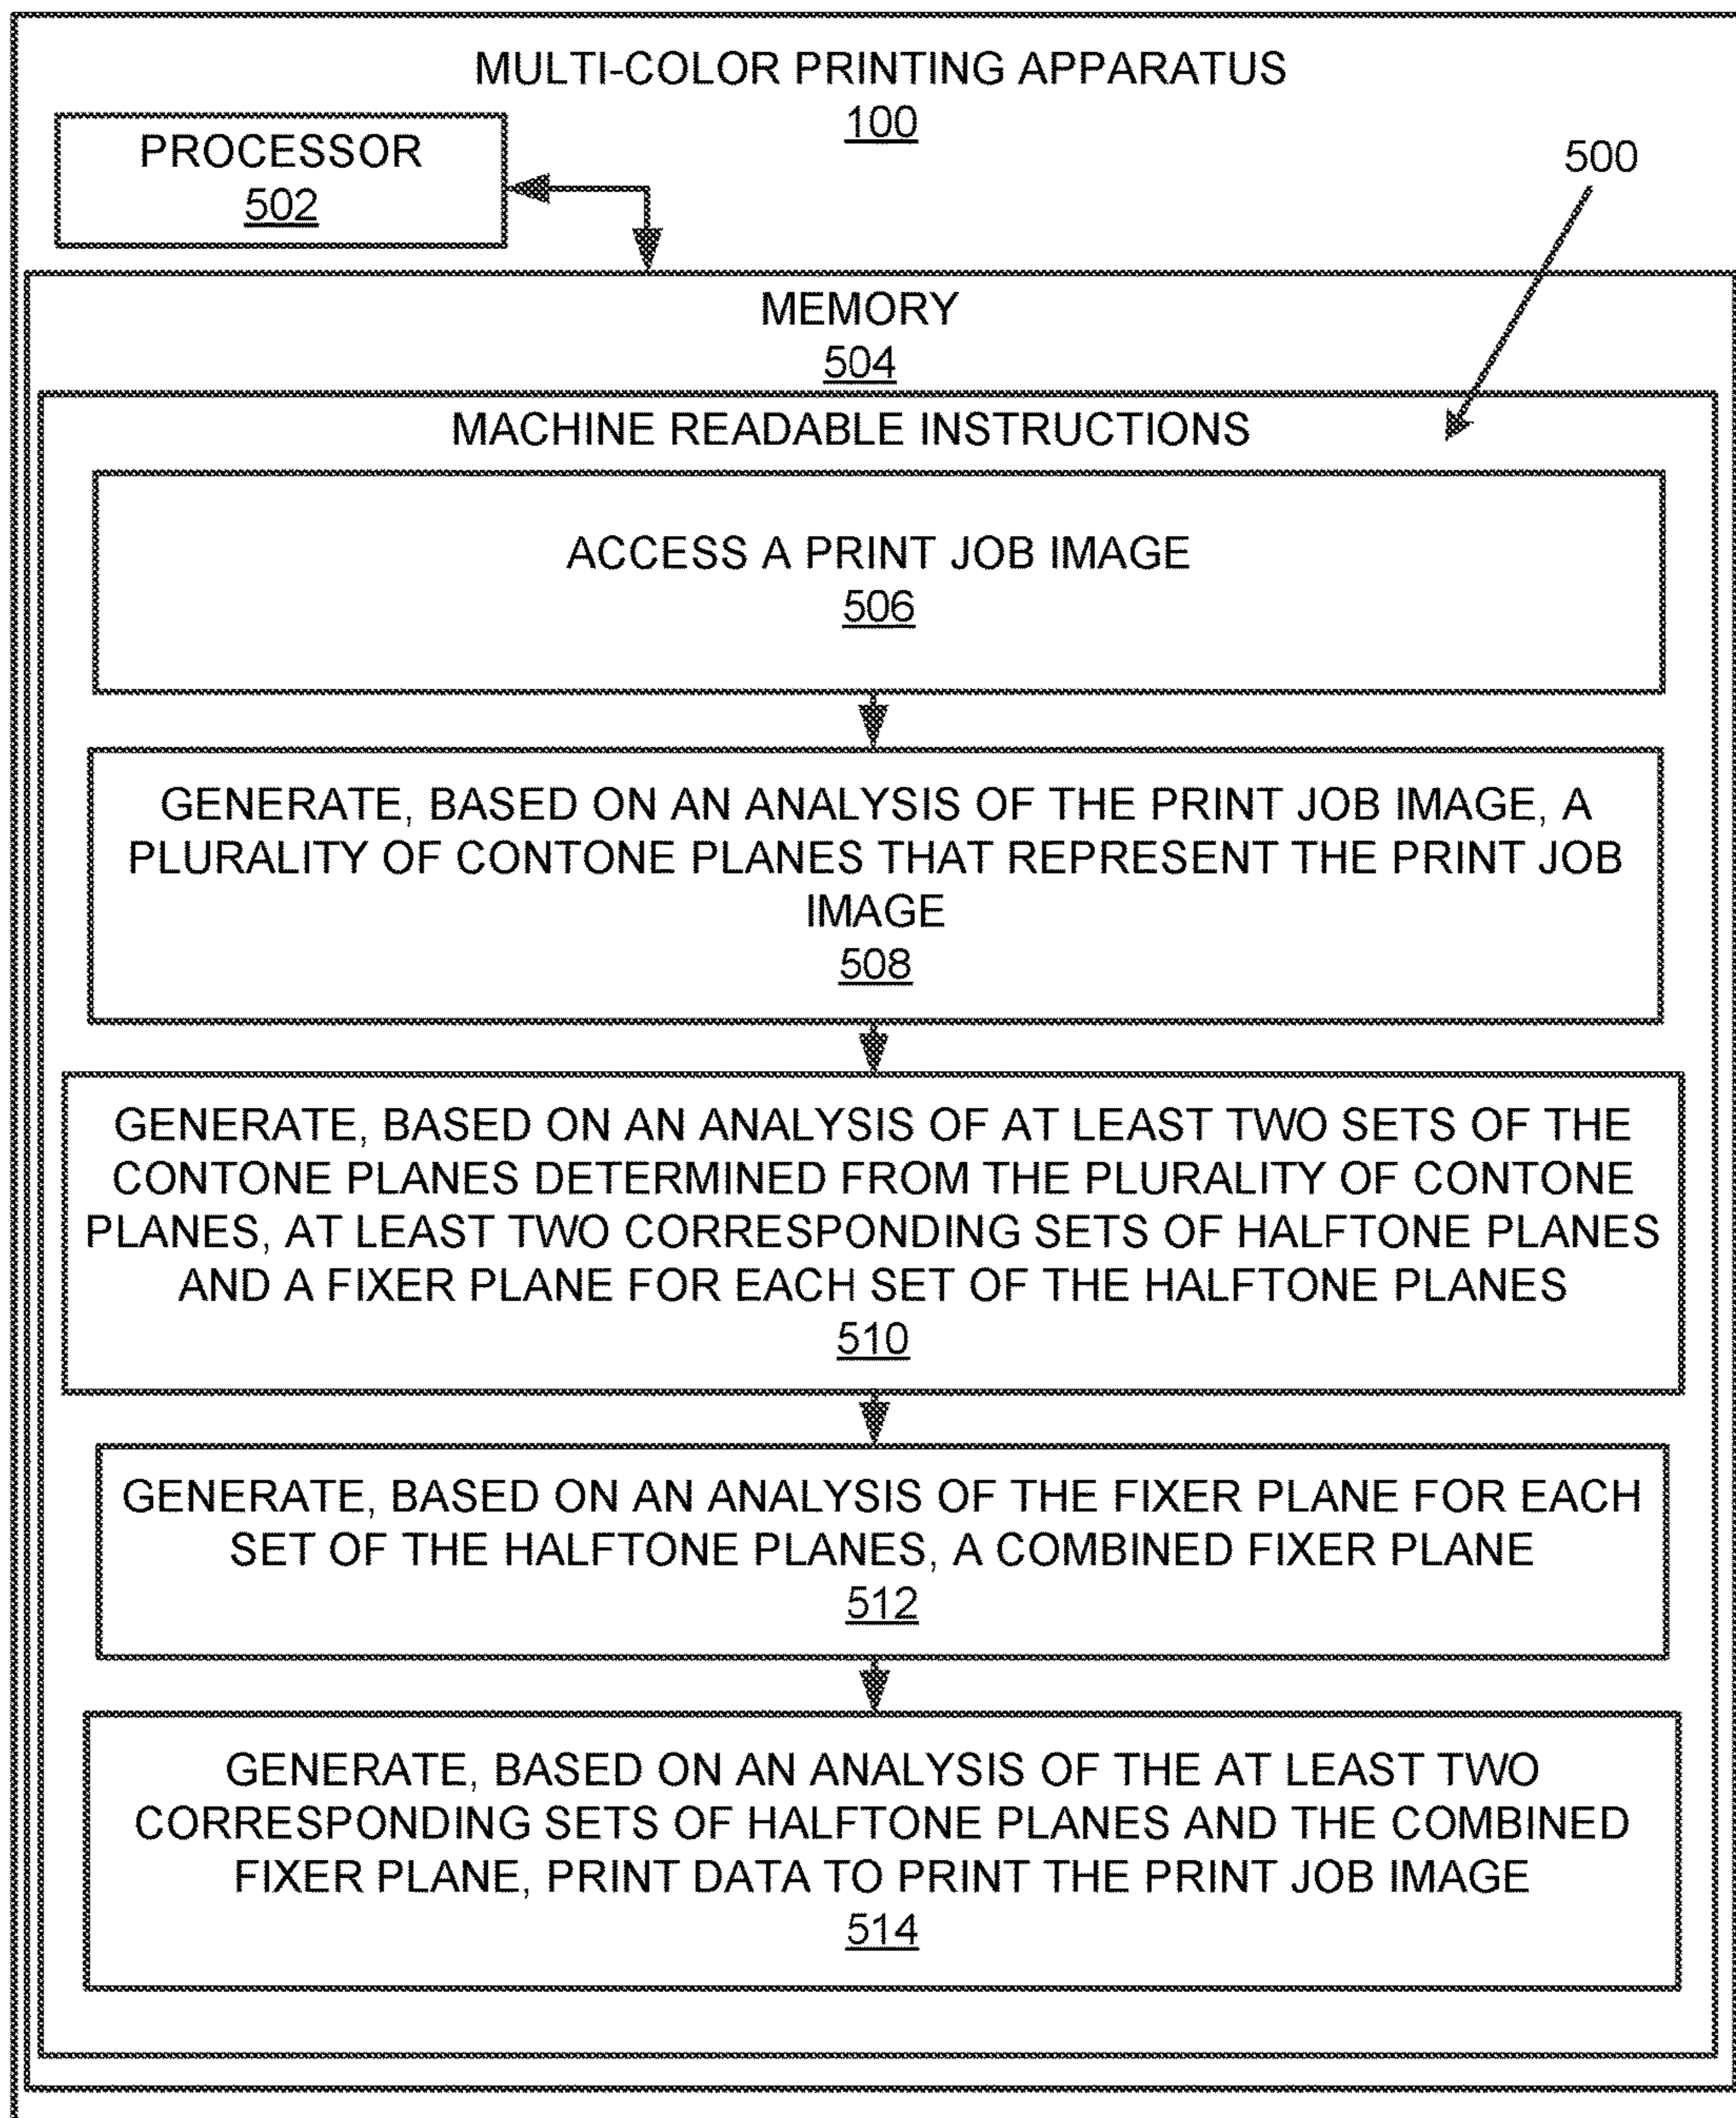 MULTI-COLOR PRINTING APPARATUS
100
PROCESSOR
502
500
MEMORY
504
MACHINE READABLE INSTRUCTIONS
ACCESS A PRINT JOB IMAGE
506
GENERATE, BASED ON AN ANALYSIS OF THE PRINT JOB IMAGE, A
PLURALITY OF CONTONE PLANES THAT REPRESENT THE PRINT JOB
IMAGE
508
GENERATE, BASED ON AN ANALYSIS OF AT LEAST TWO SETS OF THE
CONTONE PLANES DETERMINED FROM THE PLURALITY OF CONTONE
PLANES, AT LEAST TWO CORRESPONDING SETS OF HALFTONE PLANES
AND A FIXER PLANE FOR EACH SET OF THE HALFTONE PLANES
510
GENERATE, BASED ON AN ANALYSIS OF THE FIXER PLANE FOR EACH
SET OF THE HALFTONE PLANES, A COMBINED FIXER PLANE
512
GENERATE, BASED ON AN ANALYSIS OF THE AT LEAST TWO
CORRESPONDING SETS OF HALFTONE PLANES AND THE COMBINED
FIXER PLANE, PRINT DATA TO PRINT THE PRINT JOB IMAGE
514